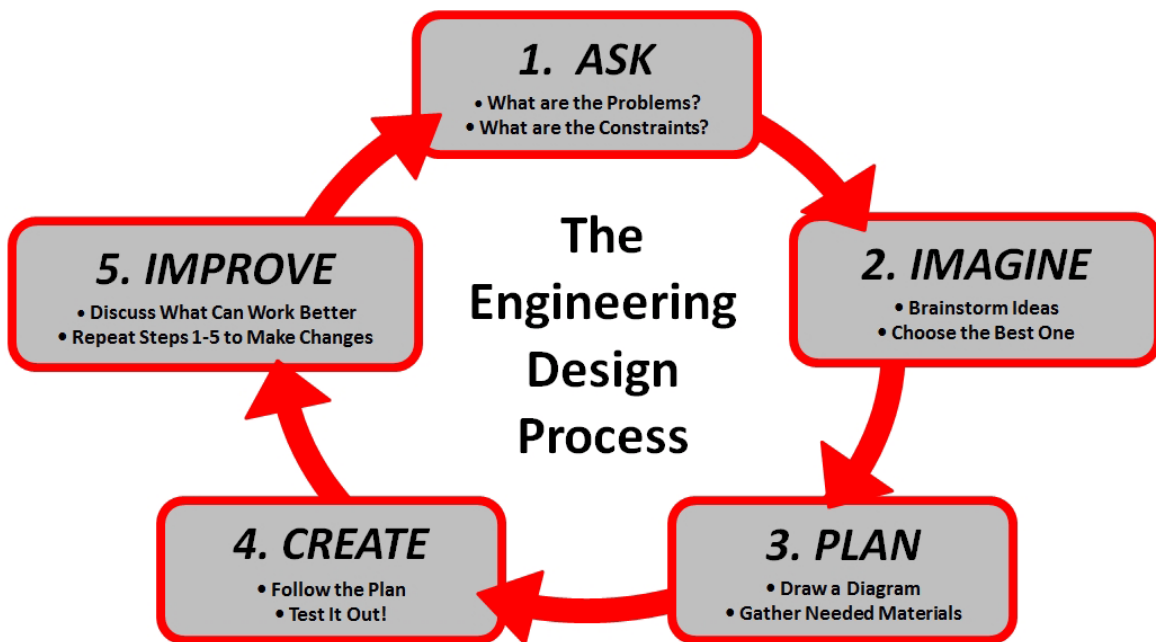 1. ASK
• What are the Problems?
• What are the Constraints?
The
Engineering
Design
Process
2. IMAGINE
• Brainstorm Ideas
• Choose the Best One
3. PLAN
• Draw a Diagram
• Gather Needed Materials
4. CREATE
• Follow the Plan
• Test It Out!
5. IMPROVE
• Discuss What Can Work Better
• Repeat Steps 1-5 to Make Changes